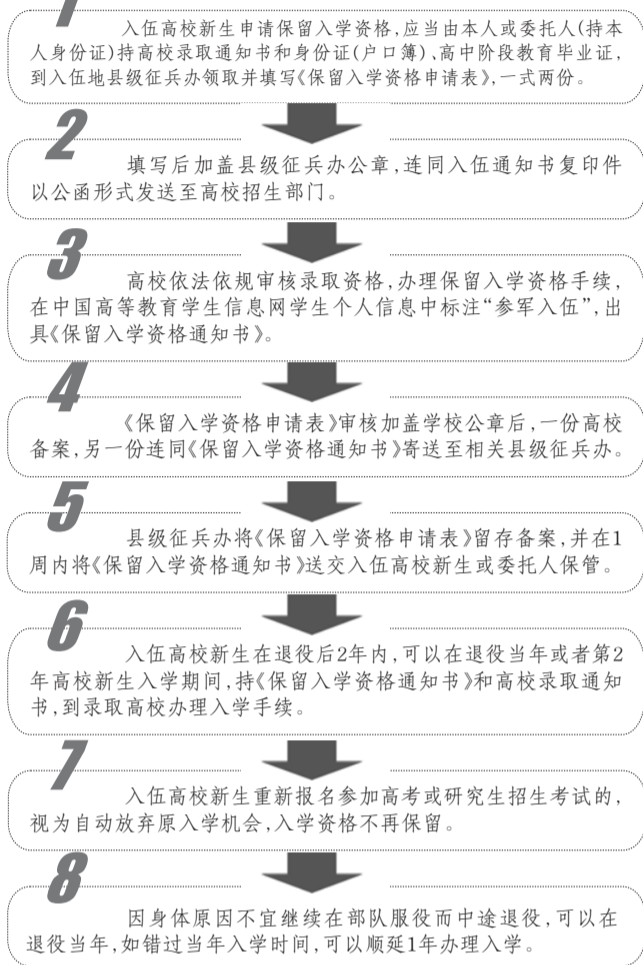 1
入伍高校新生申请保留入学资格,应当由本人或委托人(持本
人身份证)持高校录取通知书和身份证(户口簿)、高中阶段教育毕业证,
到入伍地县级征兵办领取并填写《保留入学资格申请表》,一式两份。
2
填写后加盖县级征兵办公章,连同入伍通知书复印件
以公函形式发送至高校招生部门。
3
高校依法依规审核录取资格,办理保留入学资格手续,
在中国高等教育学生信息网学生个人信息中标注“参军入伍”,出
具《保留入学资格通知书》。
4
《保留入学资格申请表》审核加盖学校公章后,一份高校
备案,另一份连同《保留入学资格通知书》寄送至相关县级征兵办。
5
县级征兵办将《保留入学资格申请表》留存备案,并在1
周内将《保留入学资格通知书》送交入伍高校新生或委托人保管。
6
入伍高校新生在退役后2年内,可以在退役当年或者第2
年高校新生入学期间,持《保留入学资格通知书》和高校录取通知
书,到录取高校办理入学手续。
7
入伍高校新生重新报名参加高考或研究生招生考试的,
视为自动放弃原入学机会,入学资格不再保留。
8
因身体原因不宜继续在部队服役而中途退役,可以在
退役当年,如错过当年入学时间,可以顺延1年办理入学。